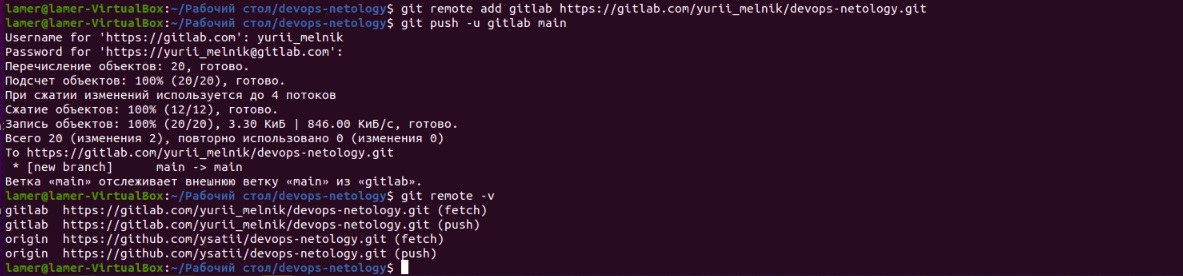 lamer@lamer-VirtualBox:~/Рабочий стол/devops-netology$ git remote add gitlab https://gitlab.com/yurii_melnik/devops-netology.git
lamer@lamer-VirtualBox:~/Рабочий стол/devops-netology$ git push -u gitlab main
Username for 'https://gitlab.com': yurii_melnik
Password for 'https://yurii_melnik@gitlab.com':
Перечисление объектов: 20, готово.
Подсчет объектов: 100% (20/20), готово.
При сжатии изменений используется до 4 потоков
Сжатие объектов: 100% (12/12), готово.
Запись объектов: 100% (20/20), 3.30 КиБ | 846.00 КиБ/с, готово.
Всего 20 (изменения 2), повторно использовано 0 (изменения 0)
To https://gitlab.com/yurii_melnik/devops-netology.git
 * [new branch]      main -> main
Ветка «main» отслеживает внешнюю ветку «main» из «gitlab».
lamer@lamer-VirtualBox:~/Рабочий стол/devops-netology$ git remote -v
gitlab  https://gitlab.com/yurii_melnik/devops-netology.git (fetch)
gitlab  https://gitlab.com/yurii_melnik/devops-netology.git (push)
origin  https://github.com/ysatii/devops-netology.git (fetch)
origin  https://github.com/ysatii/devops-netology.git (push)
lamer@lamer-VirtualBox:~/Рабочий стол/devops-netology$